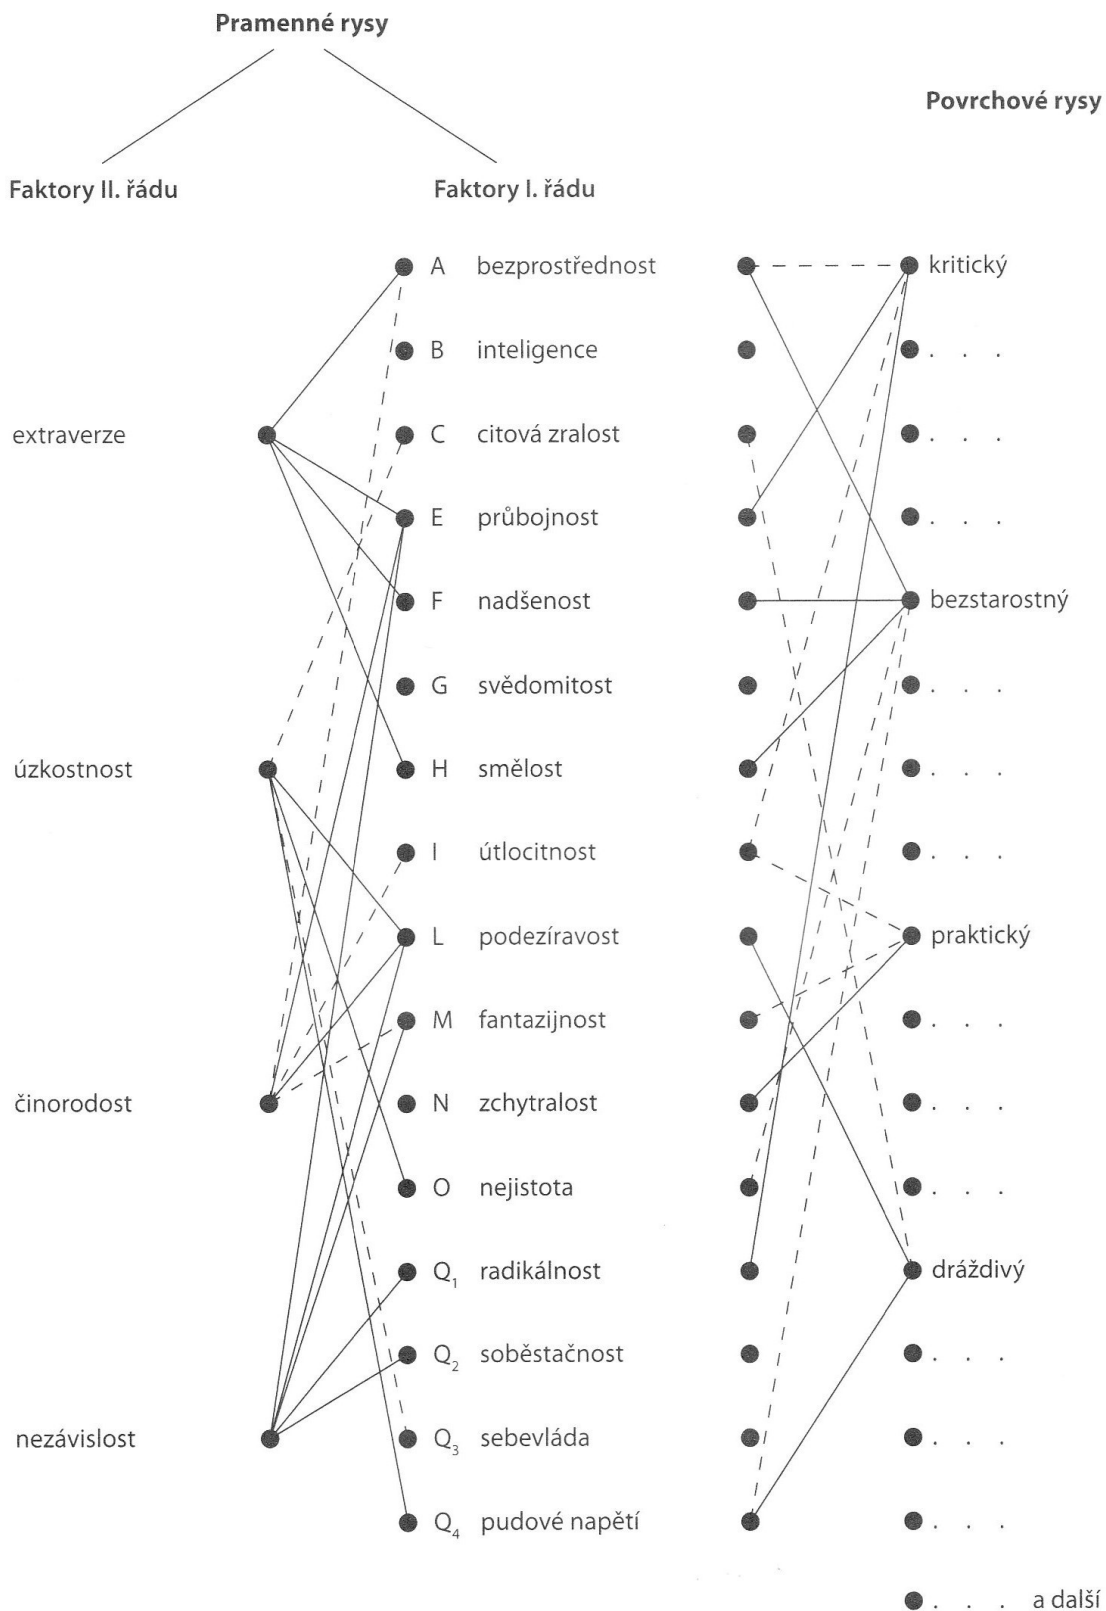 Pramenné rysy
Povrchové rysy
Faktory II. řádu
Faktory I. řádu
A bezprostřednost
kritický
B inteligence
. . .
extraverze
C citová zralost
. . .
E průbojnost
. . .
F nadšenost
bezstarostný
G svědomitost
. . .
úzkostnost
H smělost
. . .
I útlocitnost
. . .
L podezíravost
praktický
M fantazijnost
. . .
činorodost
N zchytralost
. . .
O nejistota
. . .
Q1 radikálnost
dráždivý
Q2 soběstačnost
. . .
nezávislost
Q3 sebevláda
. . .
Q4 pudové napětí
. . .
. . . a další